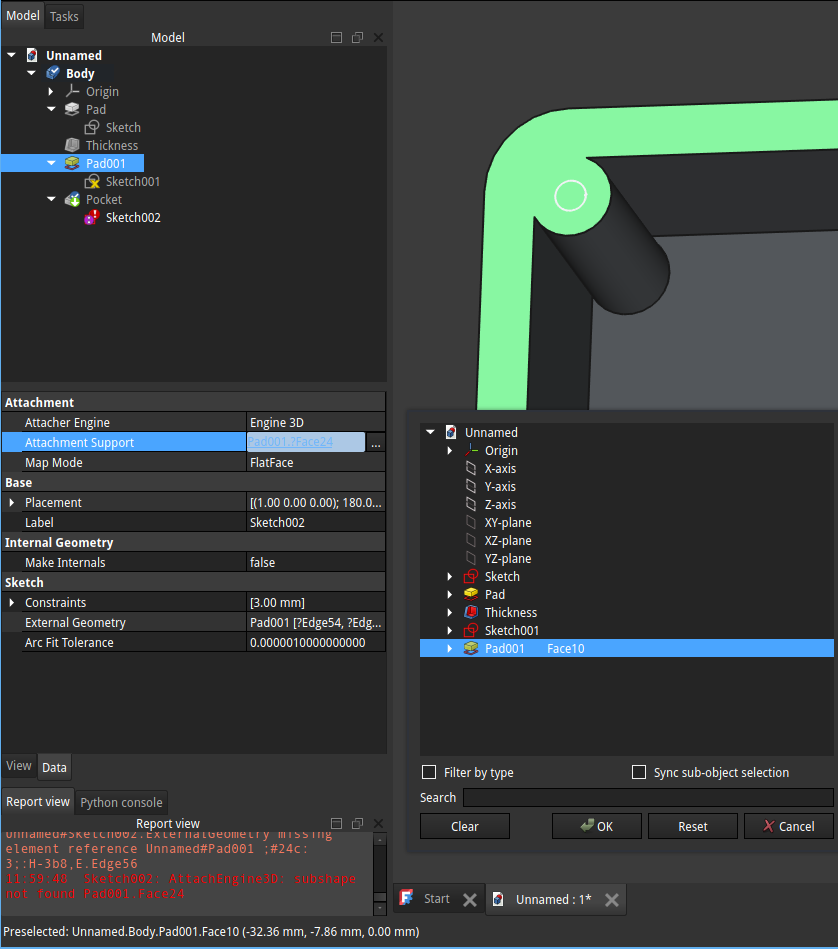 Model Tasks
Model
Unnamed
Body
Origin
Pad
Sketch
Thickness
Pad001
Sketch001
Pocket
Sketch002
Attachment
Attacher Engine Engine 3D
Attachment Support Pad001.?Face24 ...
Map Mode FlatFace
Base
Placement [(1.00 0.00 0.00); 180.0...
Label Sketch002
Internal Geometry
Make Internals false
Sketch
Constraints [3.00 mm]
External Geometry Pad001 [?Edge54, ?Edg...
Arc Fit Tolerance 0.0000010000000000
View Data
Report view Python console
Report view
Unnamed#Sketch002.ExternalGeometry missing
element reference Unnamed#Pad001 ;#24c:
3;:H-3b8,E.Edge56
11:59:48 Sketch002: AttachEngine3D: subshape
not found Pad001.Face24
Unnamed
Origin
X-axis
Y-axis
Z-axis
XY-plane
XZ-plane
YZ-plane
Sketch
Pad
Thickness
Sketch001
Pad001 Face10
Filter by type Sync sub-object selection
Search
Clear OK Reset Cancel
Start Unnamed : 1*
Preselected: Unnamed.Body.Pad001.Face10 (-32.36 mm, -7.86 mm, 0.00 mm)